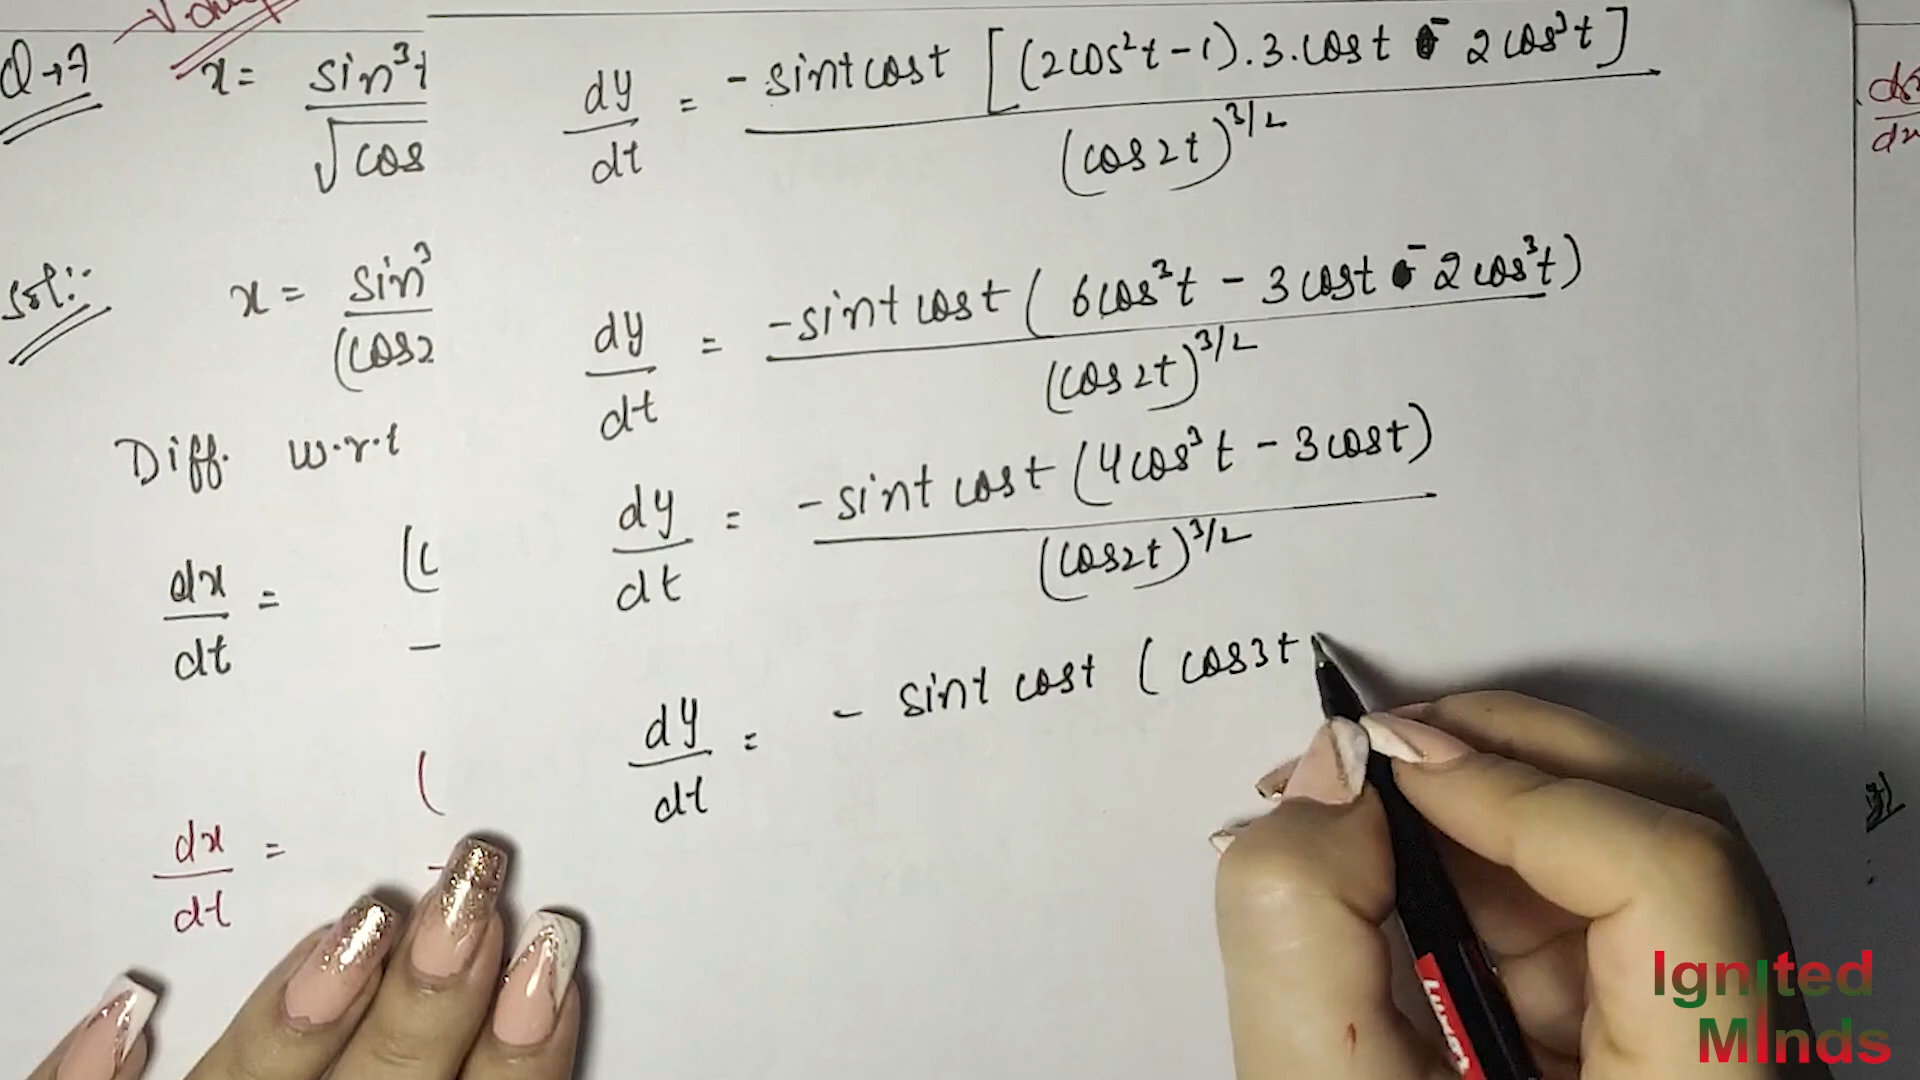 Q→7 x = sin³t / √cos
Sol:- x = sin³ / (cos2
Diff. w.r.t
dx/dt = (
dx/dt = (
dy/dt = -sint cost [(2cos²t-1).3.cost - 2cos³t] / (cos2t)^3/2
dy/dt = -sint cost (6cos³t - 3cost - 2cos³t) / (cos2t)^3/2
dy/dt = -sint cost (4cos³t - 3cost) / (cos2t)^3/2
dy/dt = - sint cost (cos3t
Ignited
Minds